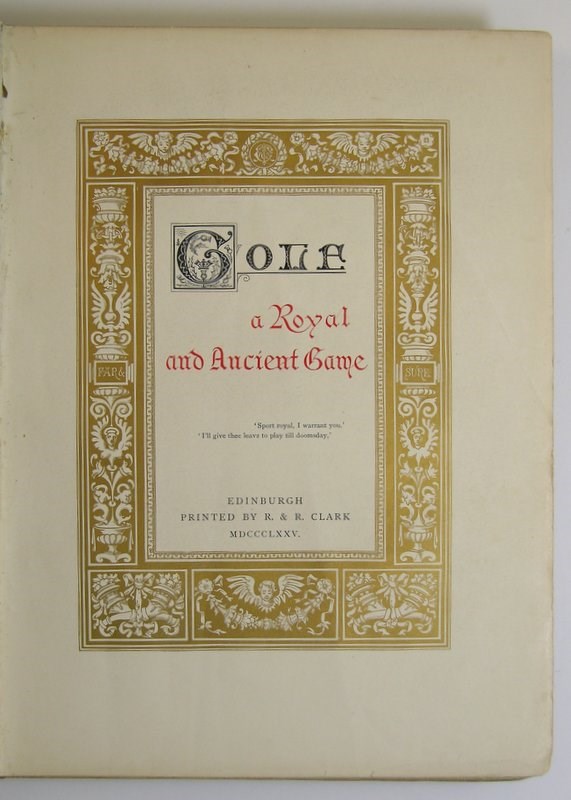 GOLF
a Royal
and Ancient Game
FAR & SURE
'Sport royal, I warrant you.'
'I'll give thee leave to play till doomsday.'
EDINBURGH
PRINTED BY R. & R. CLARK
MDCCCLXXV.